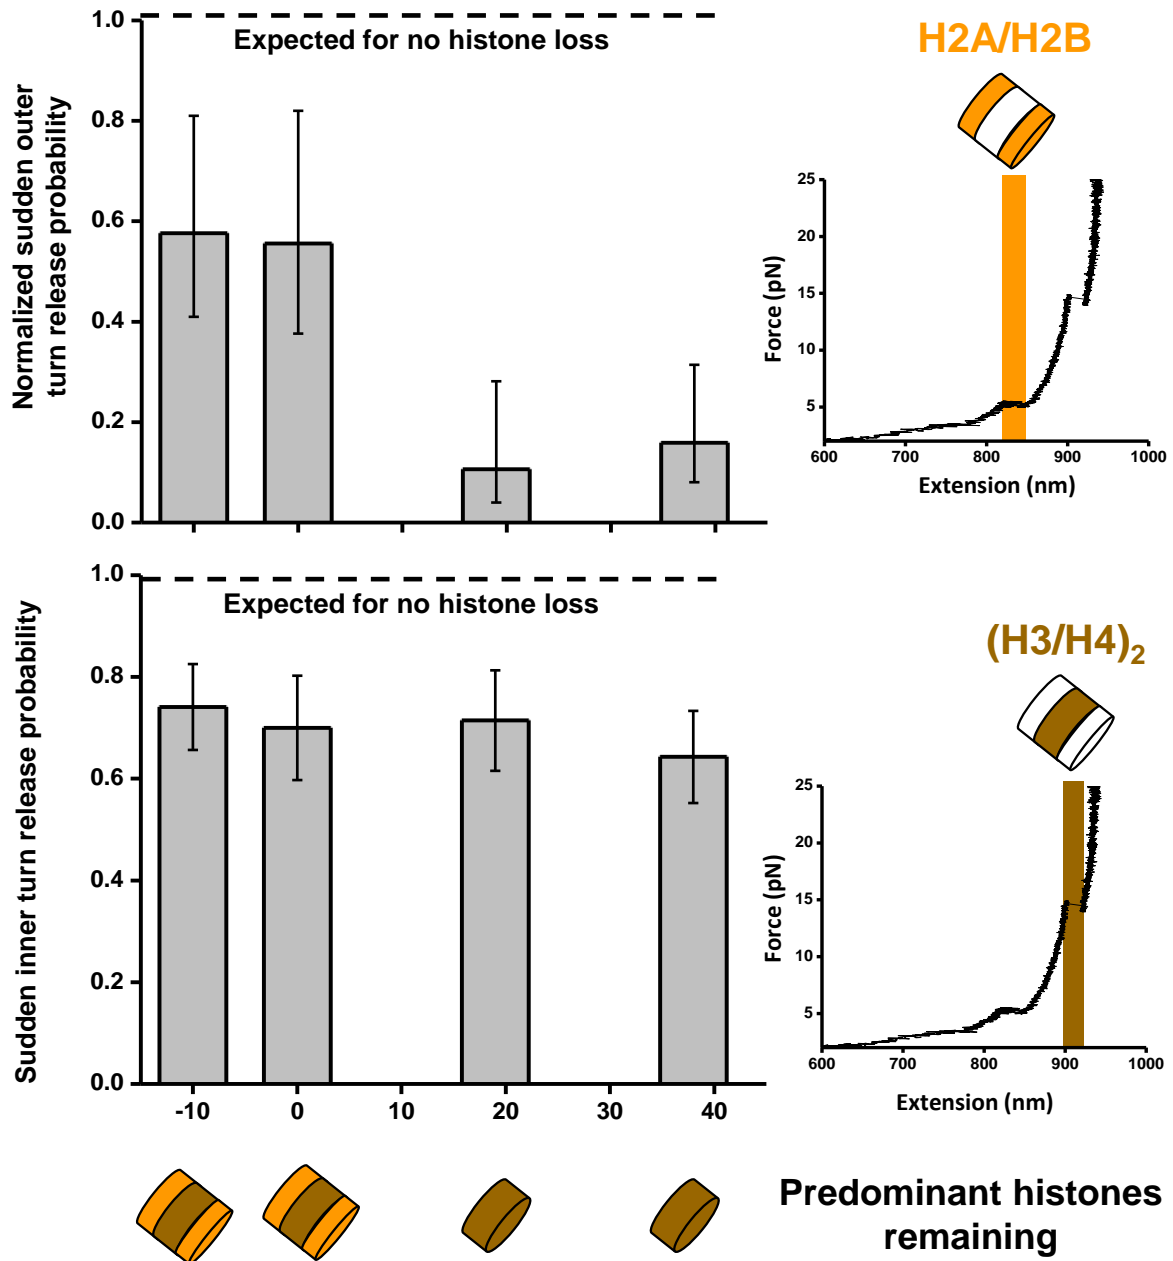 Normalized sudden outer
turn release probability
1.0
0.8
0.6
0.4
0.2
0.0
Expected for no histone loss
H2A/H2B
Force (pN)
25
20
15
10
5
600
700
800
900
1000
Extension (nm)
Sudden inner turn release probability
1.0
0.8
0.6
0.4
0.2
0.0
Expected for no histone loss
-10
0
10
20
30
40
(H3/H4)2
Force (pN)
25
20
15
10
5
600
700
800
900
1000
Extension (nm)
Predominant histones
remaining